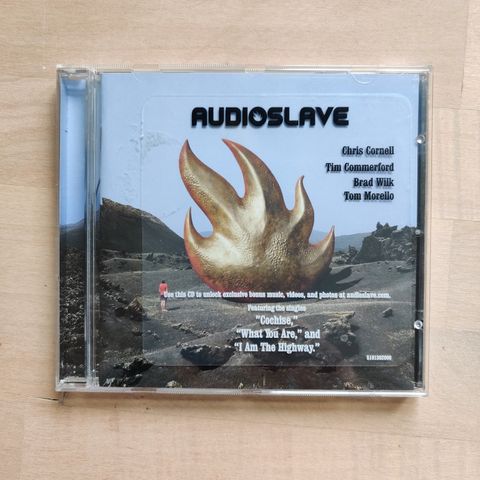 AUDIOSLAVE
Chris Cornell
Tim Commerford
Brad Wilk
Tom Morello
Use this CD to unlock exclusive bonus music, videos, and photos at audioslave.com.
Featuring the singles
"Cochise,"
"What You Are," and
"I Am The Highway."